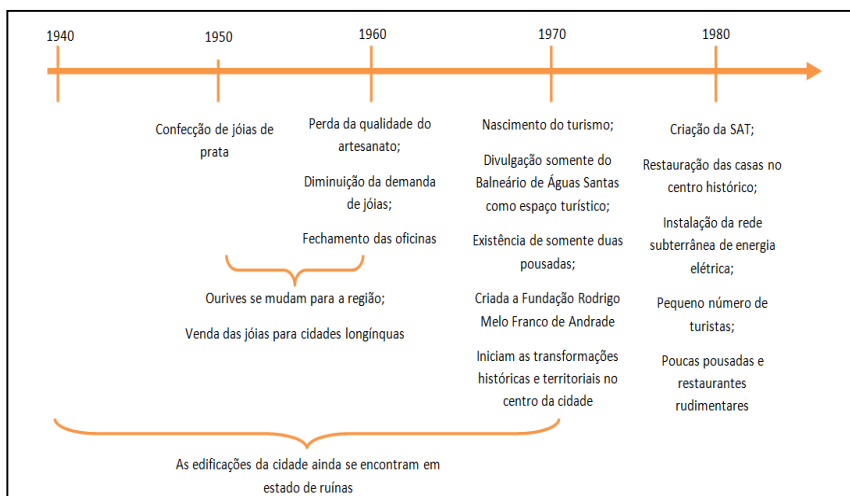 1940
1950
1960
1970
1980
Confecção de jóias de
prata
Perda da qualidade do
artesanato;
Diminuição da demanda
de jóias;
Fechamento das oficinas
Ourives se mudam para a região;
Venda das jóias para cidades longínquas
Nascimento do turismo;
Divulgação somente do
Balneário de Águas Santas
como espaço turístico;
Existência de somente duas
pousadas;
Criada a Fundação Rodrigo
Melo Franco de Andrade
Iniciam as transformações
históricas e territoriais no
centro da cidade
Criação da SAT;
Restauração das casas no
centro histórico;
Instalação da rede
subterrânea de energia
elétrica;
Pequeno número de
turistas;
Poucas pousadas e
restaurantes
rudimentares
As edificações da cidade ainda se encontram em
estado de ruínas